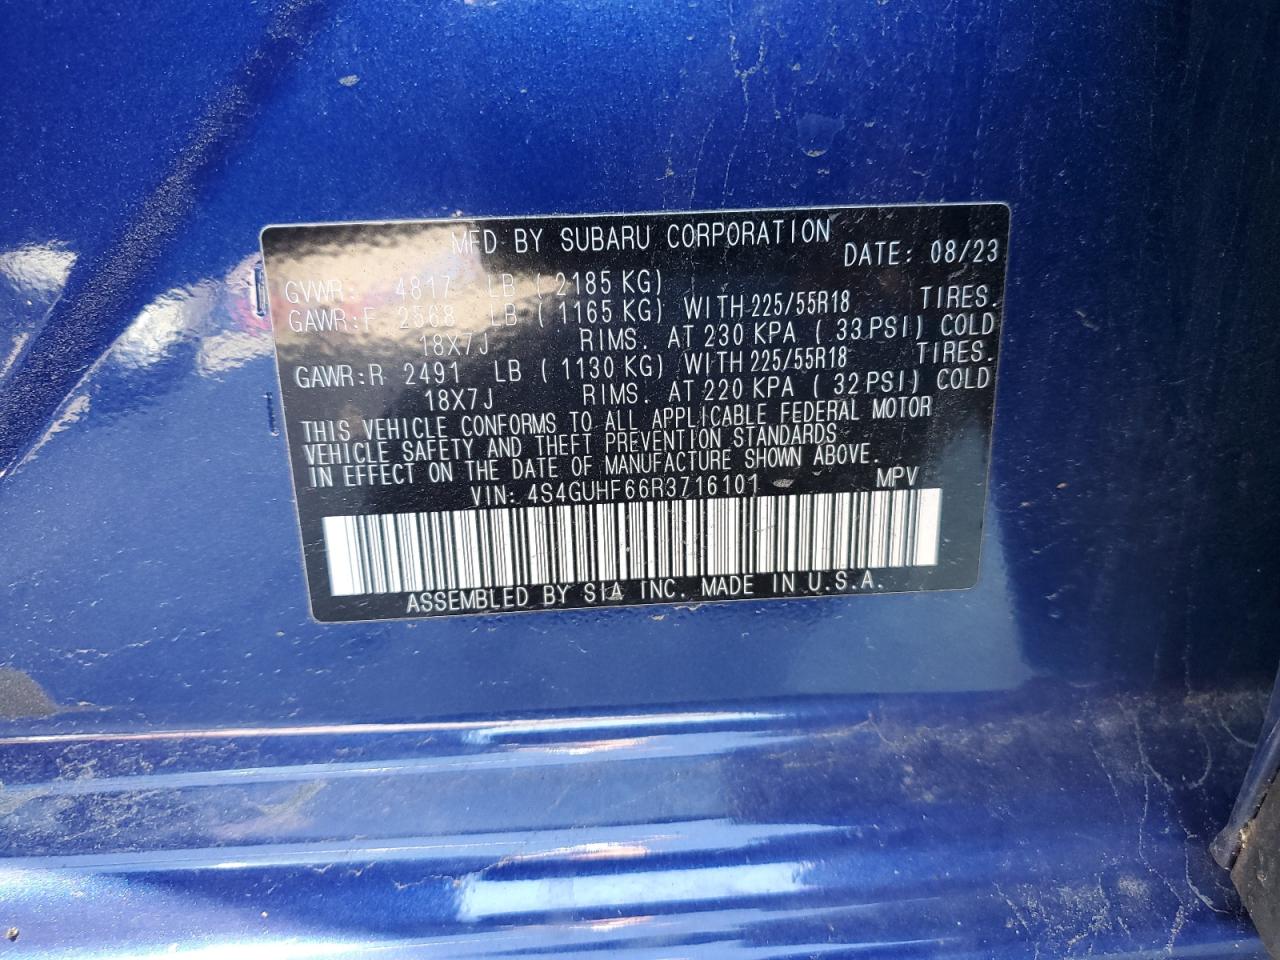 MFD BY SUBARU CORPORATION
DATE: 08/23
GVWR: 4817 LB ( 2185 KG)
GAWR:F 2568 LB ( 1165 KG) WITH 225/55R18 TIRES.
18X7J RIMS. AT 230 KPA ( 33 PSI) COLD
GAWR:R 2491 LB ( 1130 KG) WITH 225/55R18 TIRES.
18X7J RIMS. AT 220 KPA ( 32 PSI) COLD
THIS VEHICLE CONFORMS TO ALL APPLICABLE FEDERAL MOTOR
VEHICLE SAFETY AND THEFT PREVENTION STANDARDS
IN EFFECT ON THE DATE OF MANUFACTURE SHOWN ABOVE.
VIN: 4S4GUHF66R3716101 MPV
ASSEMBLED BY SIA INC. MADE IN U.S.A.